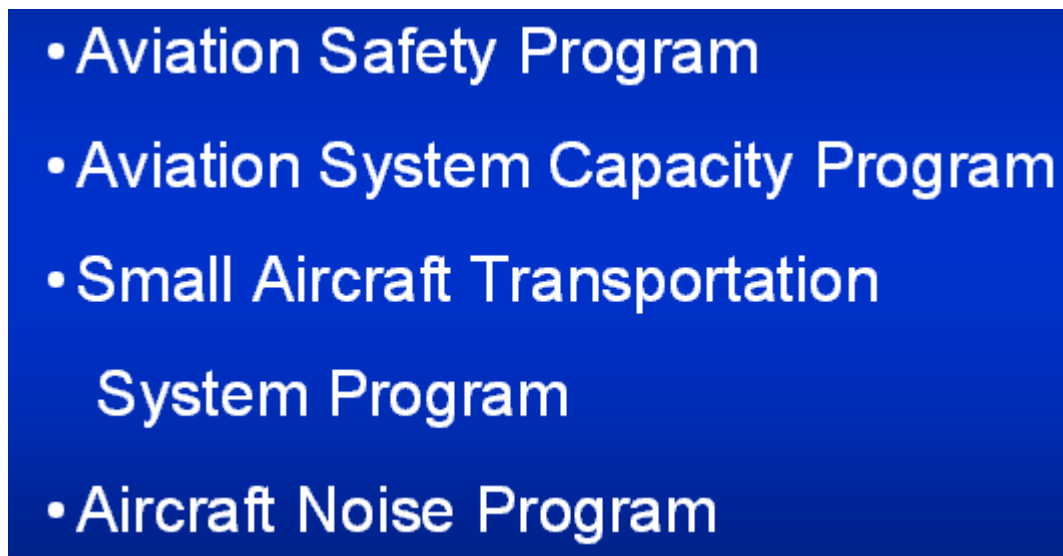 • Aviation Safety Program
• Aviation System Capacity Program
• Small Aircraft Transportation
System Program
• Aircraft Noise Program